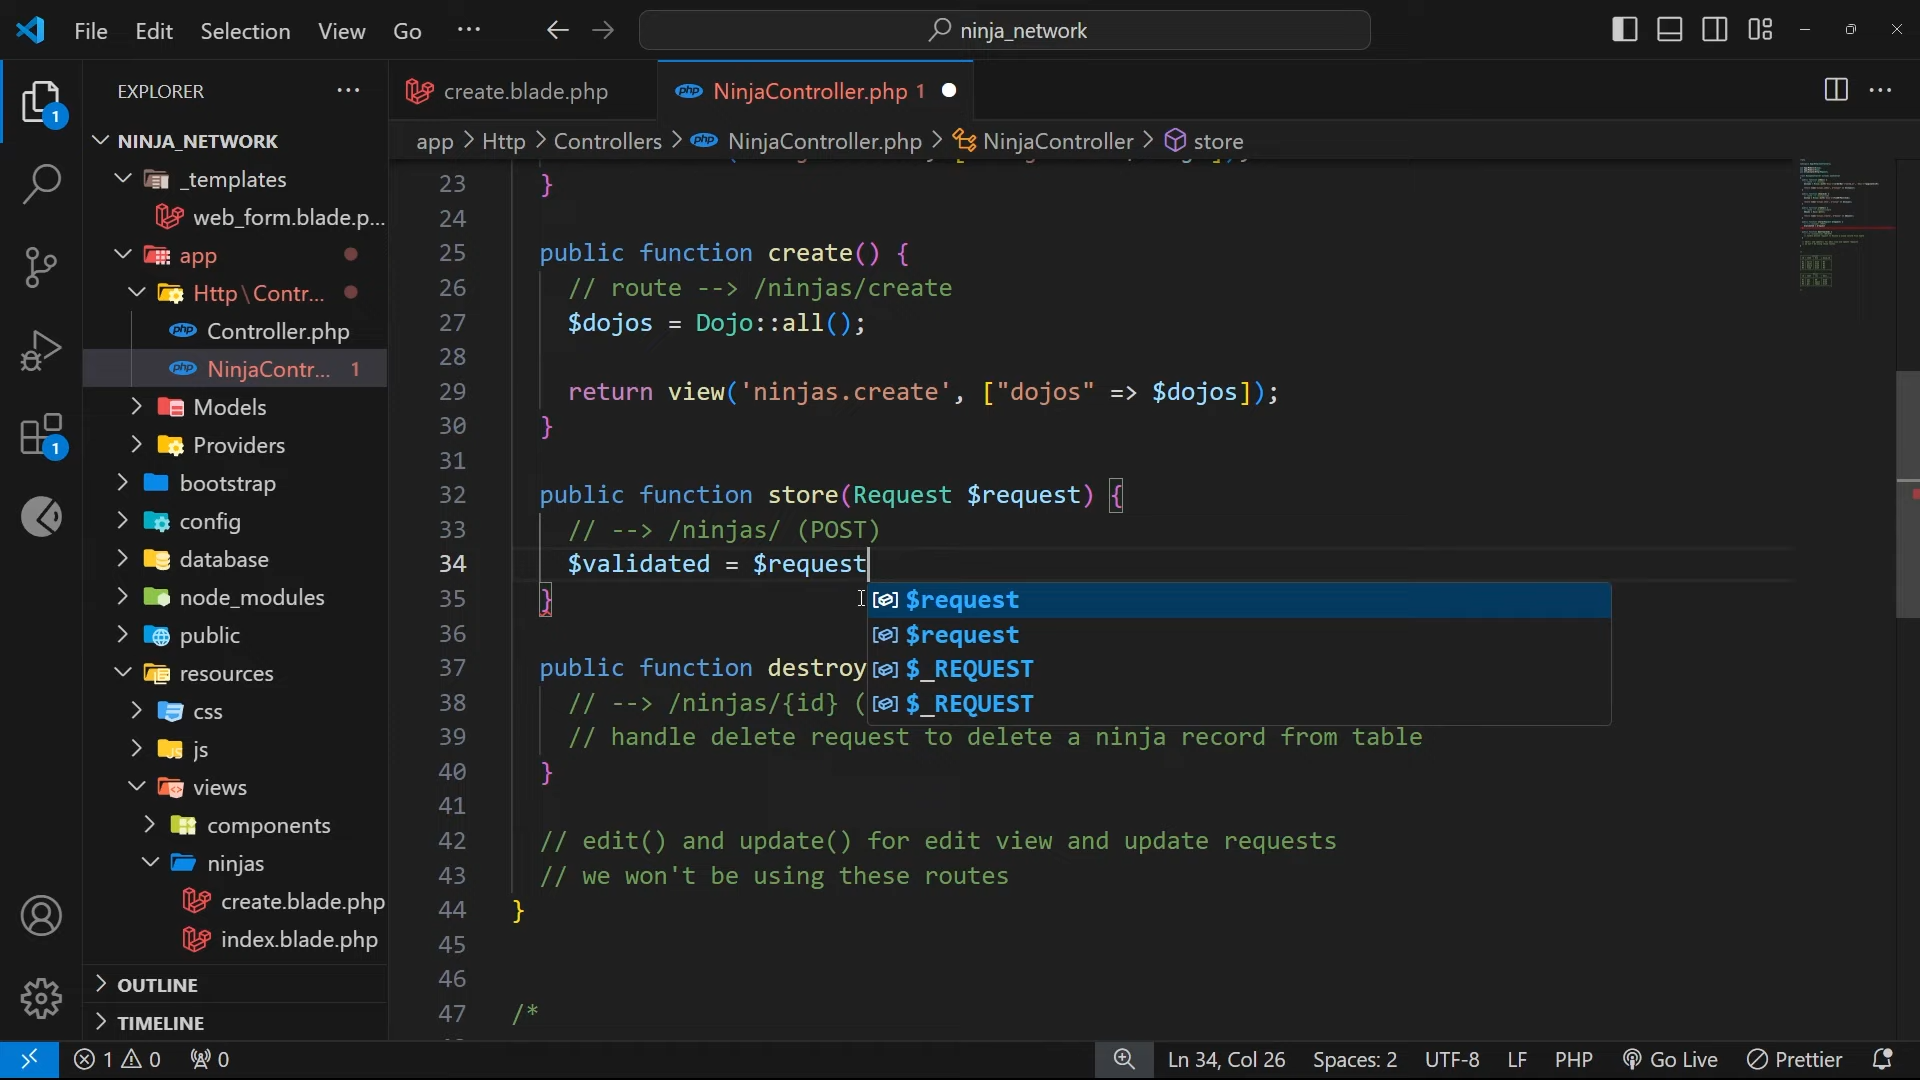 File Edit Selection View Go ···
ninja_network
EXPLORER ···
NINJA_NETWORK
_templates
web_form.blade.p...
app
Http\Contr...
Controller.php
NinjaContr... 1
Models
Providers
bootstrap
config
database
node_modules
public
resources
css
js
views
components
ninjas
create.blade.php
index.blade.php
OUTLINE
TIMELINE
1
1
create.blade.php
NinjaController.php 1
app > Http > Controllers > NinjaController.php > NinjaController > store
23 }
24
25 public function create() {
26 // route --> /ninjas/create
27 $dojos = Dojo::all();
28
29 return view('ninjas.create', ["dojos" => $dojos]);
30 }
31
32 public function store(Request $request) {
33 // --> /ninjas/ (POST)
34 $validated = $request
35 }
36
37 public function destroy
38 // --> /ninjas/{id} (
39 // handle delete request to delete a ninja record from table
40 }
41
42 // edit() and update() for edit view and update requests
43 // we won't be using these routes
44 }
45
46
47 /*
$request
$request
$_REQUEST
$_REQUEST
1 0 0
Ln 34, Col 26 Spaces: 2 UTF-8 LF PHP Go Live Prettier